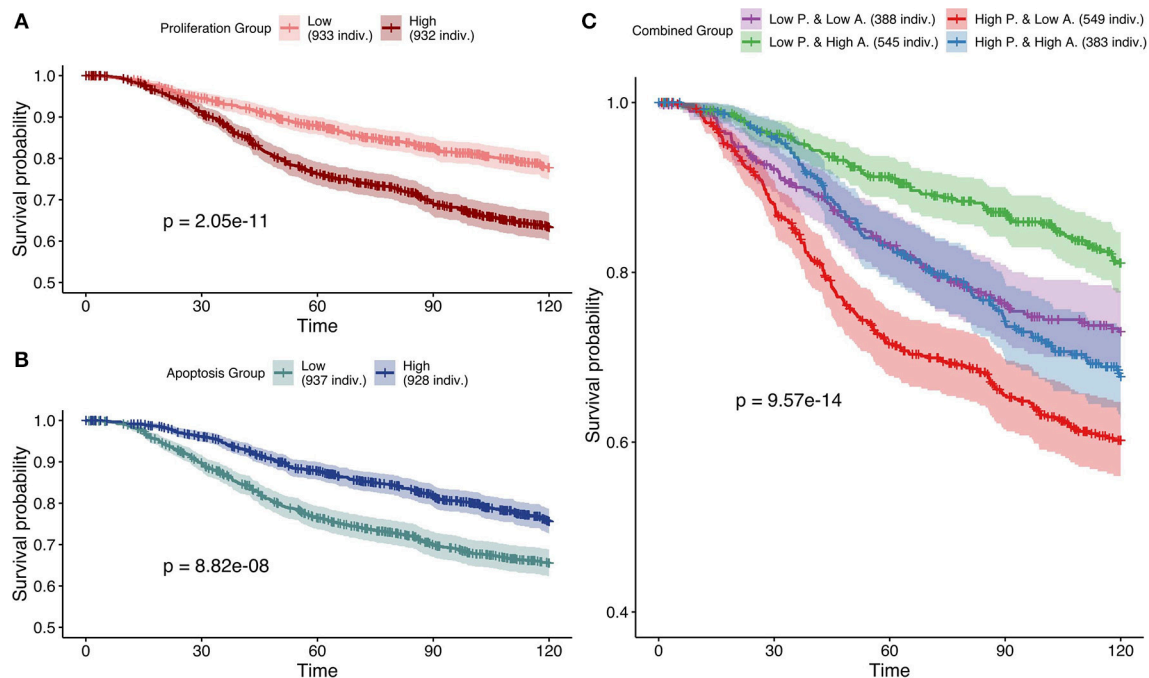 A
Proliferation Group
Low
(933 indiv.)
High
(932 indiv.)
Survival probability
1.0
0.9
0.8
0.7
0.6
0.5
p = 2.05e-11
0 30 60 90 120
Time
B
Apoptosis Group
Low
(937 indiv.)
High
(928 indiv.)
Survival probability
1.0
0.9
0.8
0.7
0.6
0.5
p = 8.82e-08
0 30 60 90 120
Time
C
Combined Group
Low P. & Low A. (388 indiv.)
Low P. & High A. (545 indiv.)
High P. & Low A. (549 indiv.)
High P. & High A. (383 indiv.)
Survival probability
1.0
0.8
0.6
0.4
p = 9.57e-14
0 30 60 90 120
Time